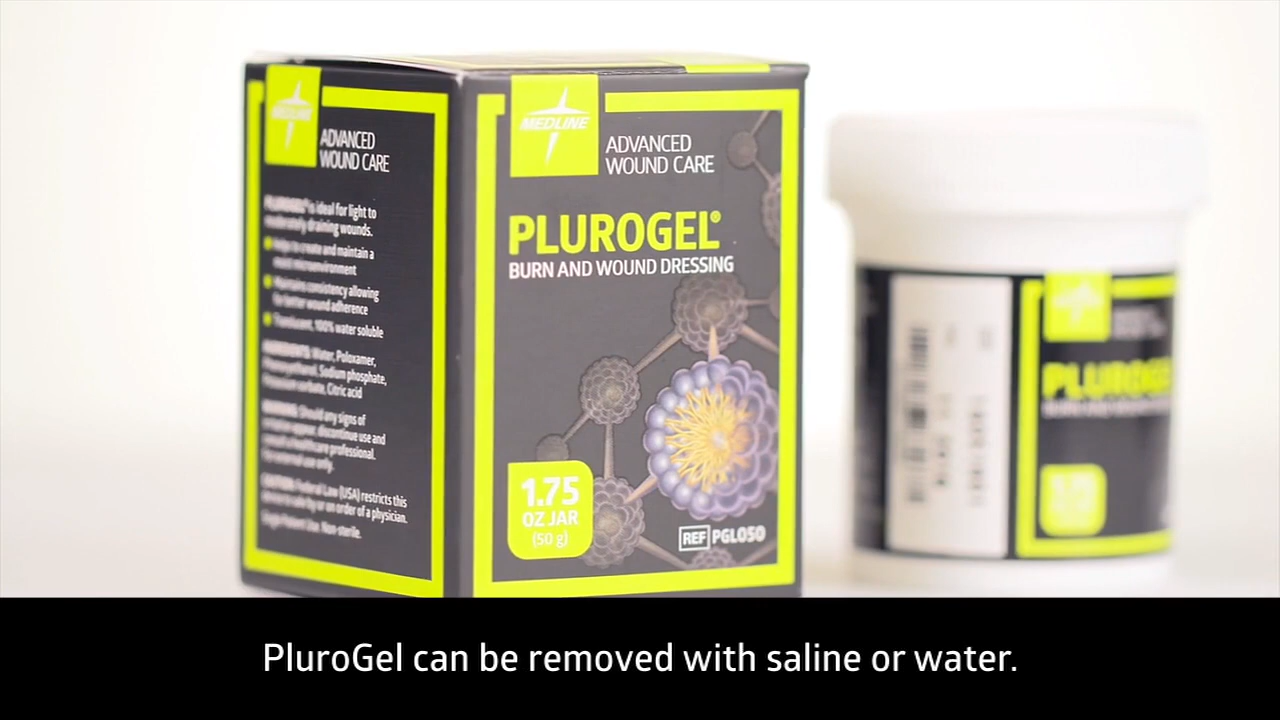 ADVANCED
WOUND CARE
PLUROGEL® is ideal for light to
moderately draining wounds.
Helps to create and maintain a
moist microenvironment
Maintains consistency allowing
for better wound adherence
Translucent, 100% water soluble
INGREDIENTS: Water, Poloxamer,
Sodium phosphate,
Potassium sorbate, Citric acid
WARNING: Should any signs of
irritation appear, discontinue use and
consult a healthcare professional.
For external use only.
CAUTION: Federal Law (USA) restricts this
device to sale by or on order of a physician.
Single Patient Use. Non-sterile.
MEDLINE
ADVANCED
WOUND CARE
PLUROGEL®
BURN AND WOUND DRESSING
1.75
OZ JAR
(50 g)
REF PGL050
PLUROGE
1.75
PluroGel can be removed with saline or water.